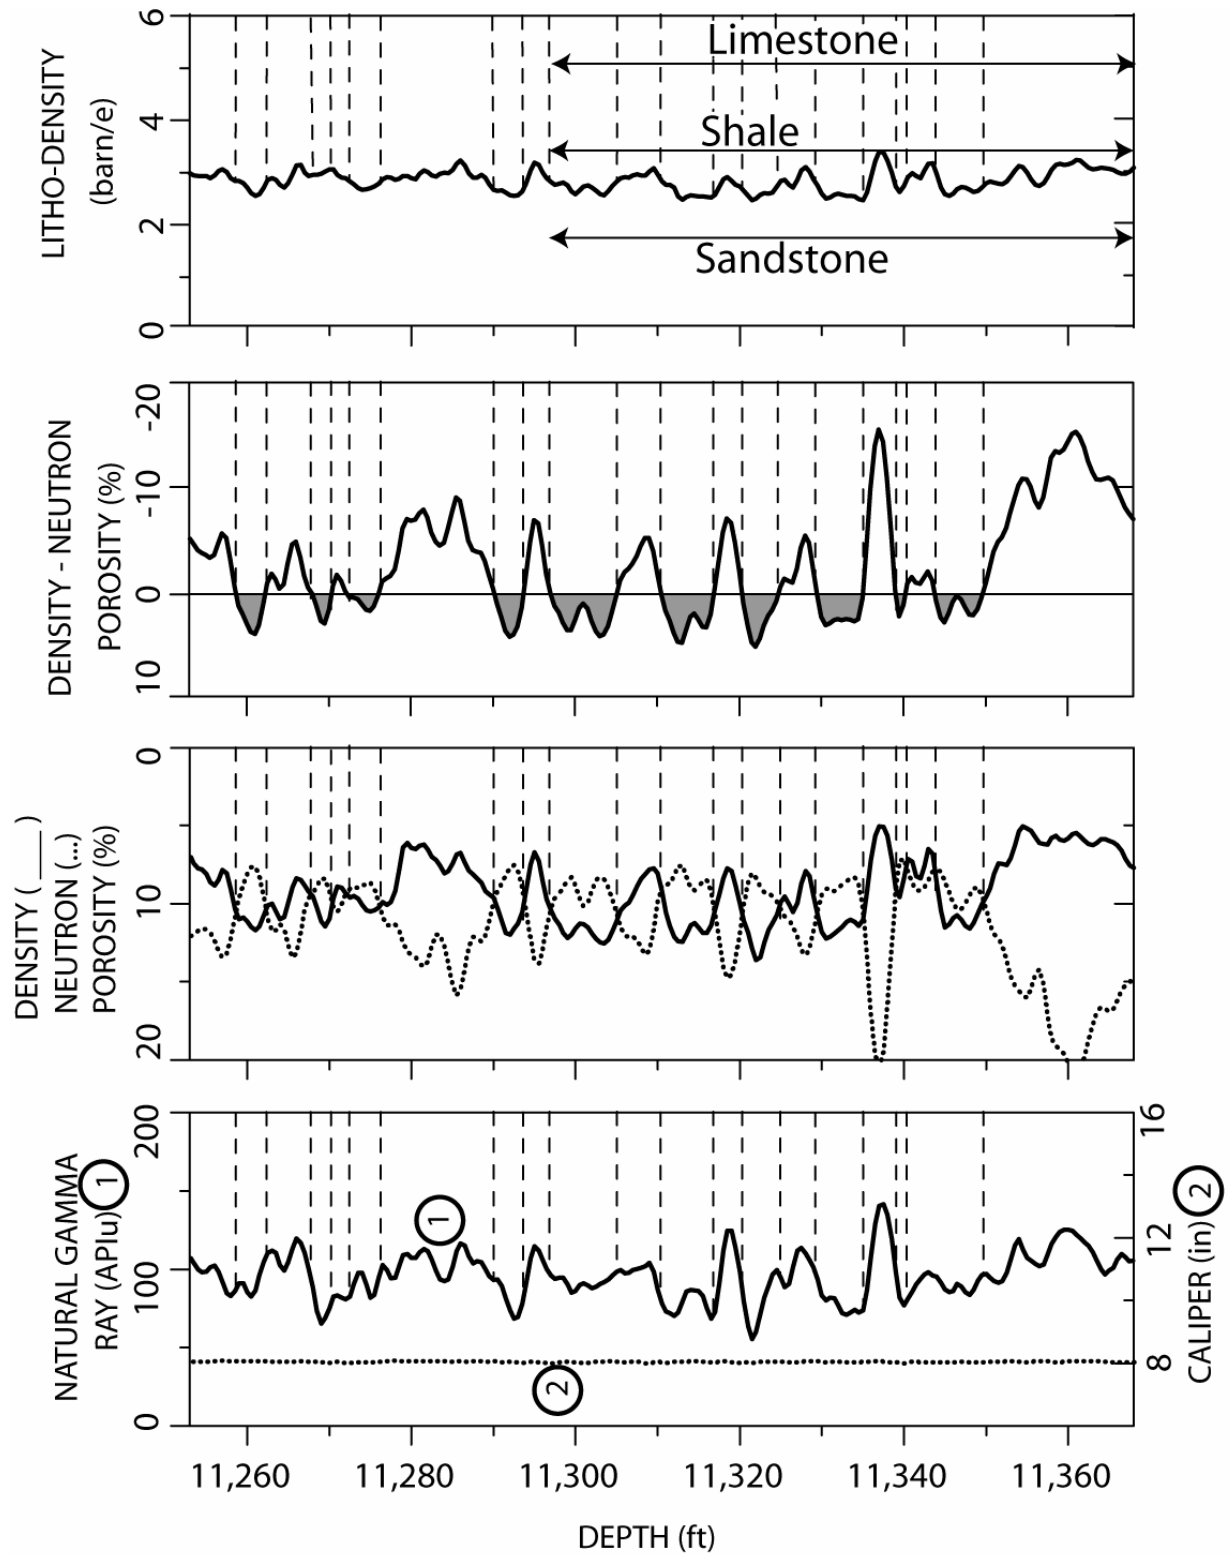 LITHO-DENSITY
(barn/e)
6
4
2
0
Limestone
Shale
Sandstone
DENSITY - NEUTRON
POROSITY (%)
-20
-10
0
10
DENSITY ( ___ )
NEUTRON (...)
POROSITY (%)
0
10
20
NATURAL GAMMA
RAY (APIu) 1
200
100
0
1
2
16
12
8
CALIPER (in) 2
11,260 11,280 11,300 11,320 11,340 11,360
DEPTH (ft)